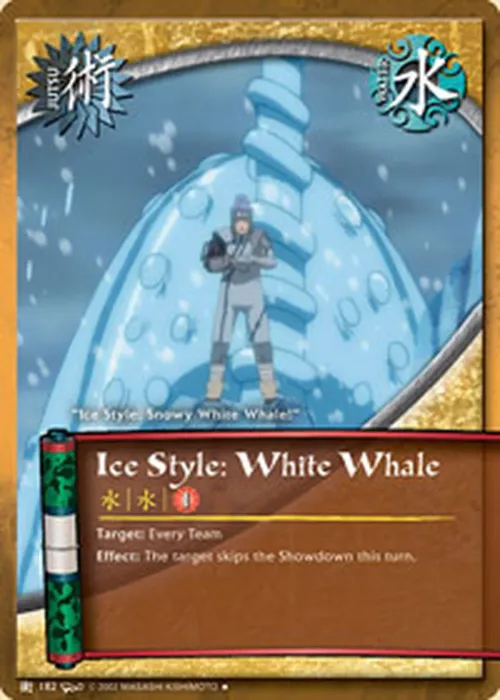 JUTSU 術
WATER 水
"Ice Style: Snowy White Whale!"
Ice Style: White Whale
水 | 水 | 1
Target: Every Team
Effect: The target skips the Showdown this turn.
術 182 © 2002 MASASHI KISHIMOTO